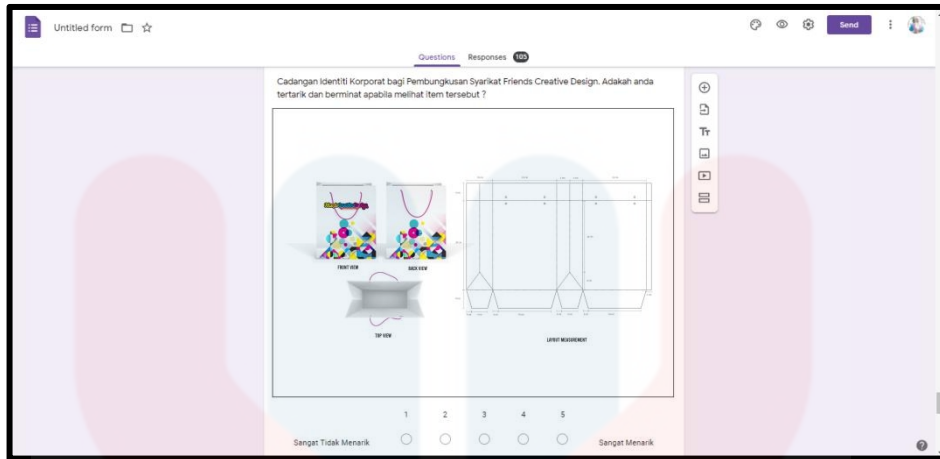 Untitled form
Send
Questions Responses 105
Cadangan Identiti Korporat bagi Pembungkusan Syarikat Friends Creative Design. Adakah anda
tertarik dan berminat apabila melihat item tersebut ?
FRONT VIEW
BACK VIEW
TOP VIEW
LAYOUT MEASUREMENT
1 2 3 4 5
Sangat Tidak Menarik
Sangat Menarik